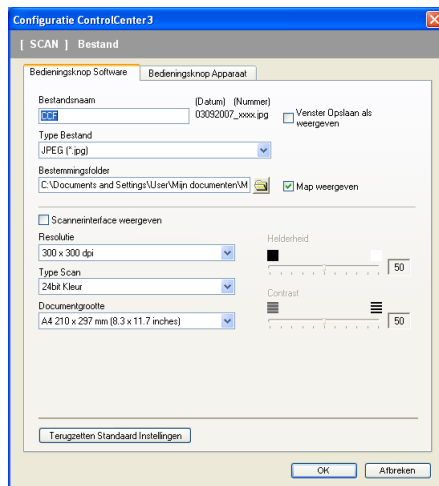 Configuratie ControlCenter3
[ SCAN ] Bestand
Bedieningsknop Software
Bedieningsknop Apparaat
Bestandsnaam
(Datum) (Nummer)
CCF
03092007_xxxx.jpg
Venster Opslaan als
weergeven
Type Bestand
JPEG (*.jpg)
Bestemmingsfolder
C:\Documents and Settings\User\Mijn documenten\M
Map weergeven
Scannerinterface weergeven
Resolutie
300 x 300 dpi
Helderheid
50
Type Scan
24bit Kleur
Contrast
50
Documentgrootte
A4 210 x 297 mm (8.3 x 11.7 inches)
Terugzetten Standaard Instellingen
OK
Afbreken